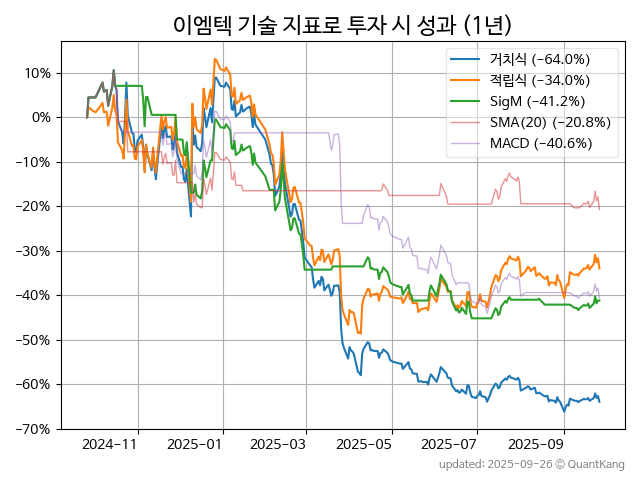 이엠텍 기술 지표로 투자 시 성과 (1년)
거치식 (−64.0%)
적립식 (−34.0%)
SigM (−41.2%)
SMA(20) (−20.8%)
MACD (−40.6%)
10%
0%
−10%
−20%
−30%
−40%
−50%
−60%
−70%
2024-11 2025-01 2025-03 2025-05 2025-07 2025-09
updated: 2025-09-26 © QuantKang